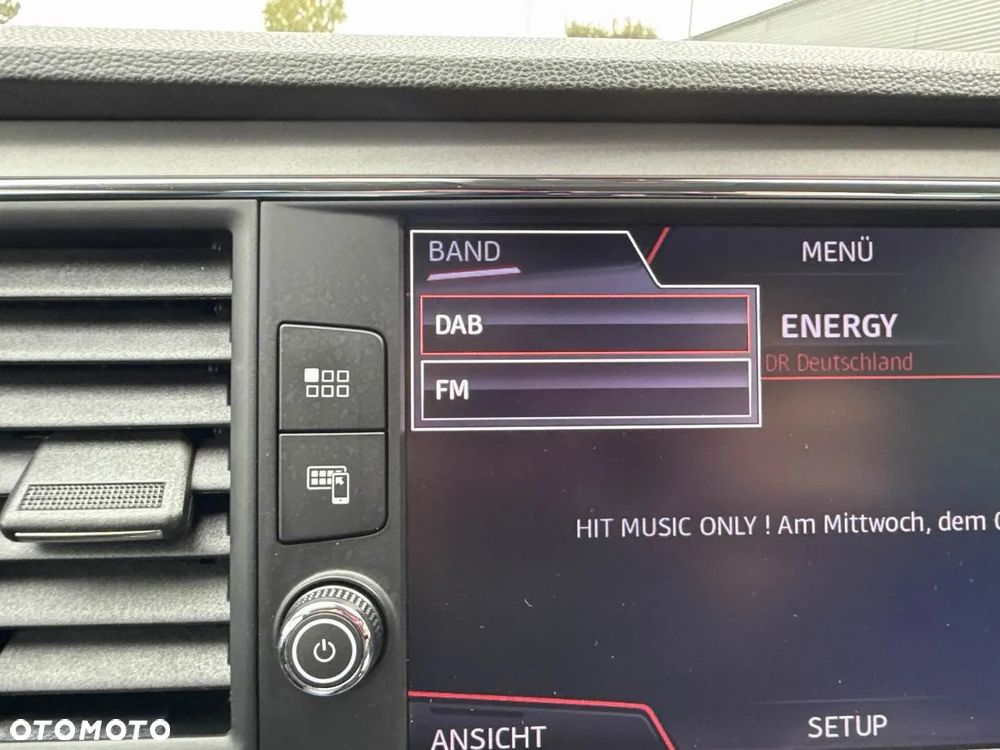 BAND
MENÜ
DAB
ENERGY
DR Deutschland
FM
HIT MUSIC ONLY ! Am Mittwoch, dem
ANSICHT
SETUP
OTOMOTO